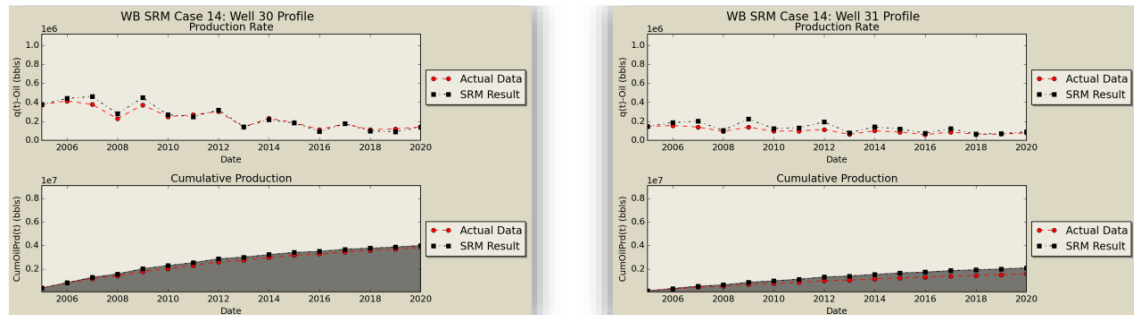 WB SRM Case 14: Well 30 Profile
Production Rate
1e6
1.0
0.8
0.6
0.4
0.2
0.0
q(t)-Oil (bbls)
2006 2008 2010 2012 2014 2016 2018 2020
Date
Actual Data
SRM Result
Cumulative Production
1e7
0.8
0.6
0.4
0.2
CumOilPrd(t) (bbls)
2006 2008 2010 2012 2014 2016 2018 2020
Date
Actual Data
SRM Result
WB SRM Case 14: Well 31 Profile
Production Rate
1e6
1.0
0.8
0.6
0.4
0.2
0.0
q(t)-Oil (bbls)
2006 2008 2010 2012 2014 2016 2018 2020
Date
Actual Data
SRM Result
Cumulative Production
1e7
0.8
0.6
0.4
0.2
CumOilPrd(t) (bbls)
2006 2008 2010 2012 2014 2016 2018 2020
Date
Actual Data
SRM Result